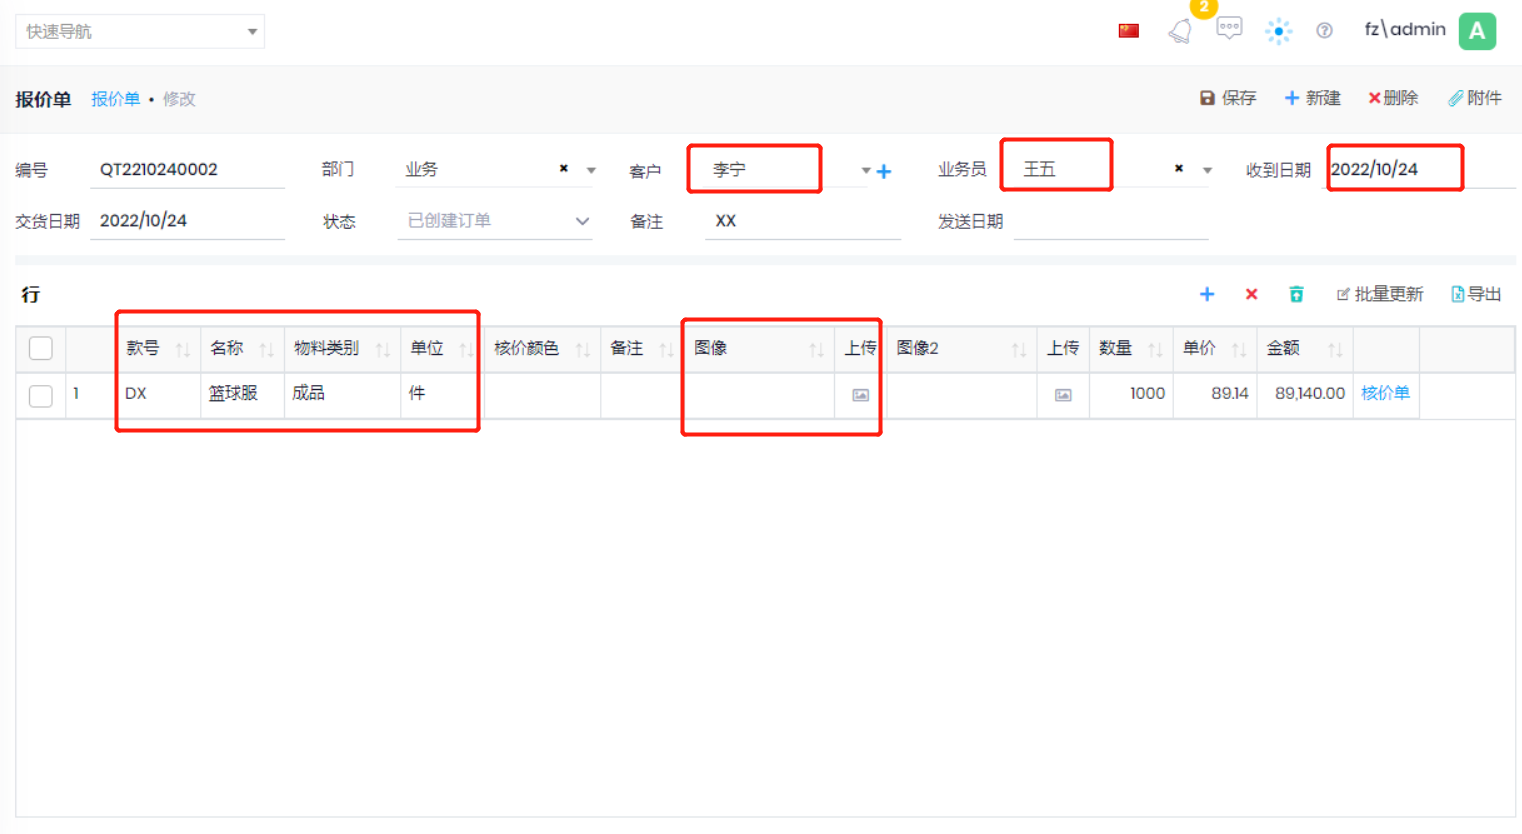 快速导航 2 fz\admin A
报价单 报价单 • 修改 保存 新建 删除 附件
编号 QT2210240002 部门 业务 客户 李宁 业务员 王五 收到日期 2022/10/24
交货日期 2022/10/24 状态 已创建订单 备注 XX 发送日期
行 批量更新 导出
款号 名称 物料类别 单位 核价颜色 备注 图像 上传 图像2 上传 数量 单价 金额
1 DX 篮球服 成品 件 1000 89.14 89,140.00 核价单